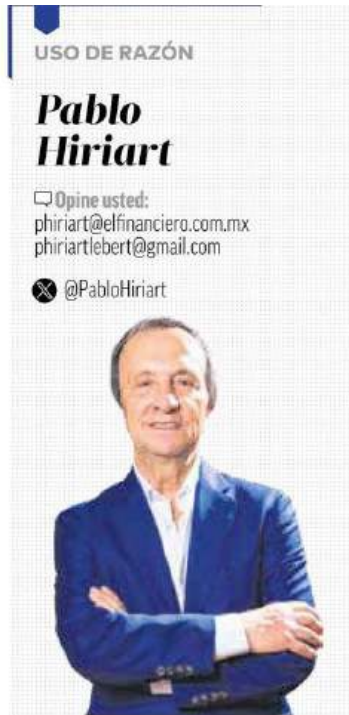 USO DE RAZÓN
Pablo
Hiriart
Opine usted:
phiriart@elfinanciero.com.mx
phiriartlebert@gmail.com
@PabloHiriart